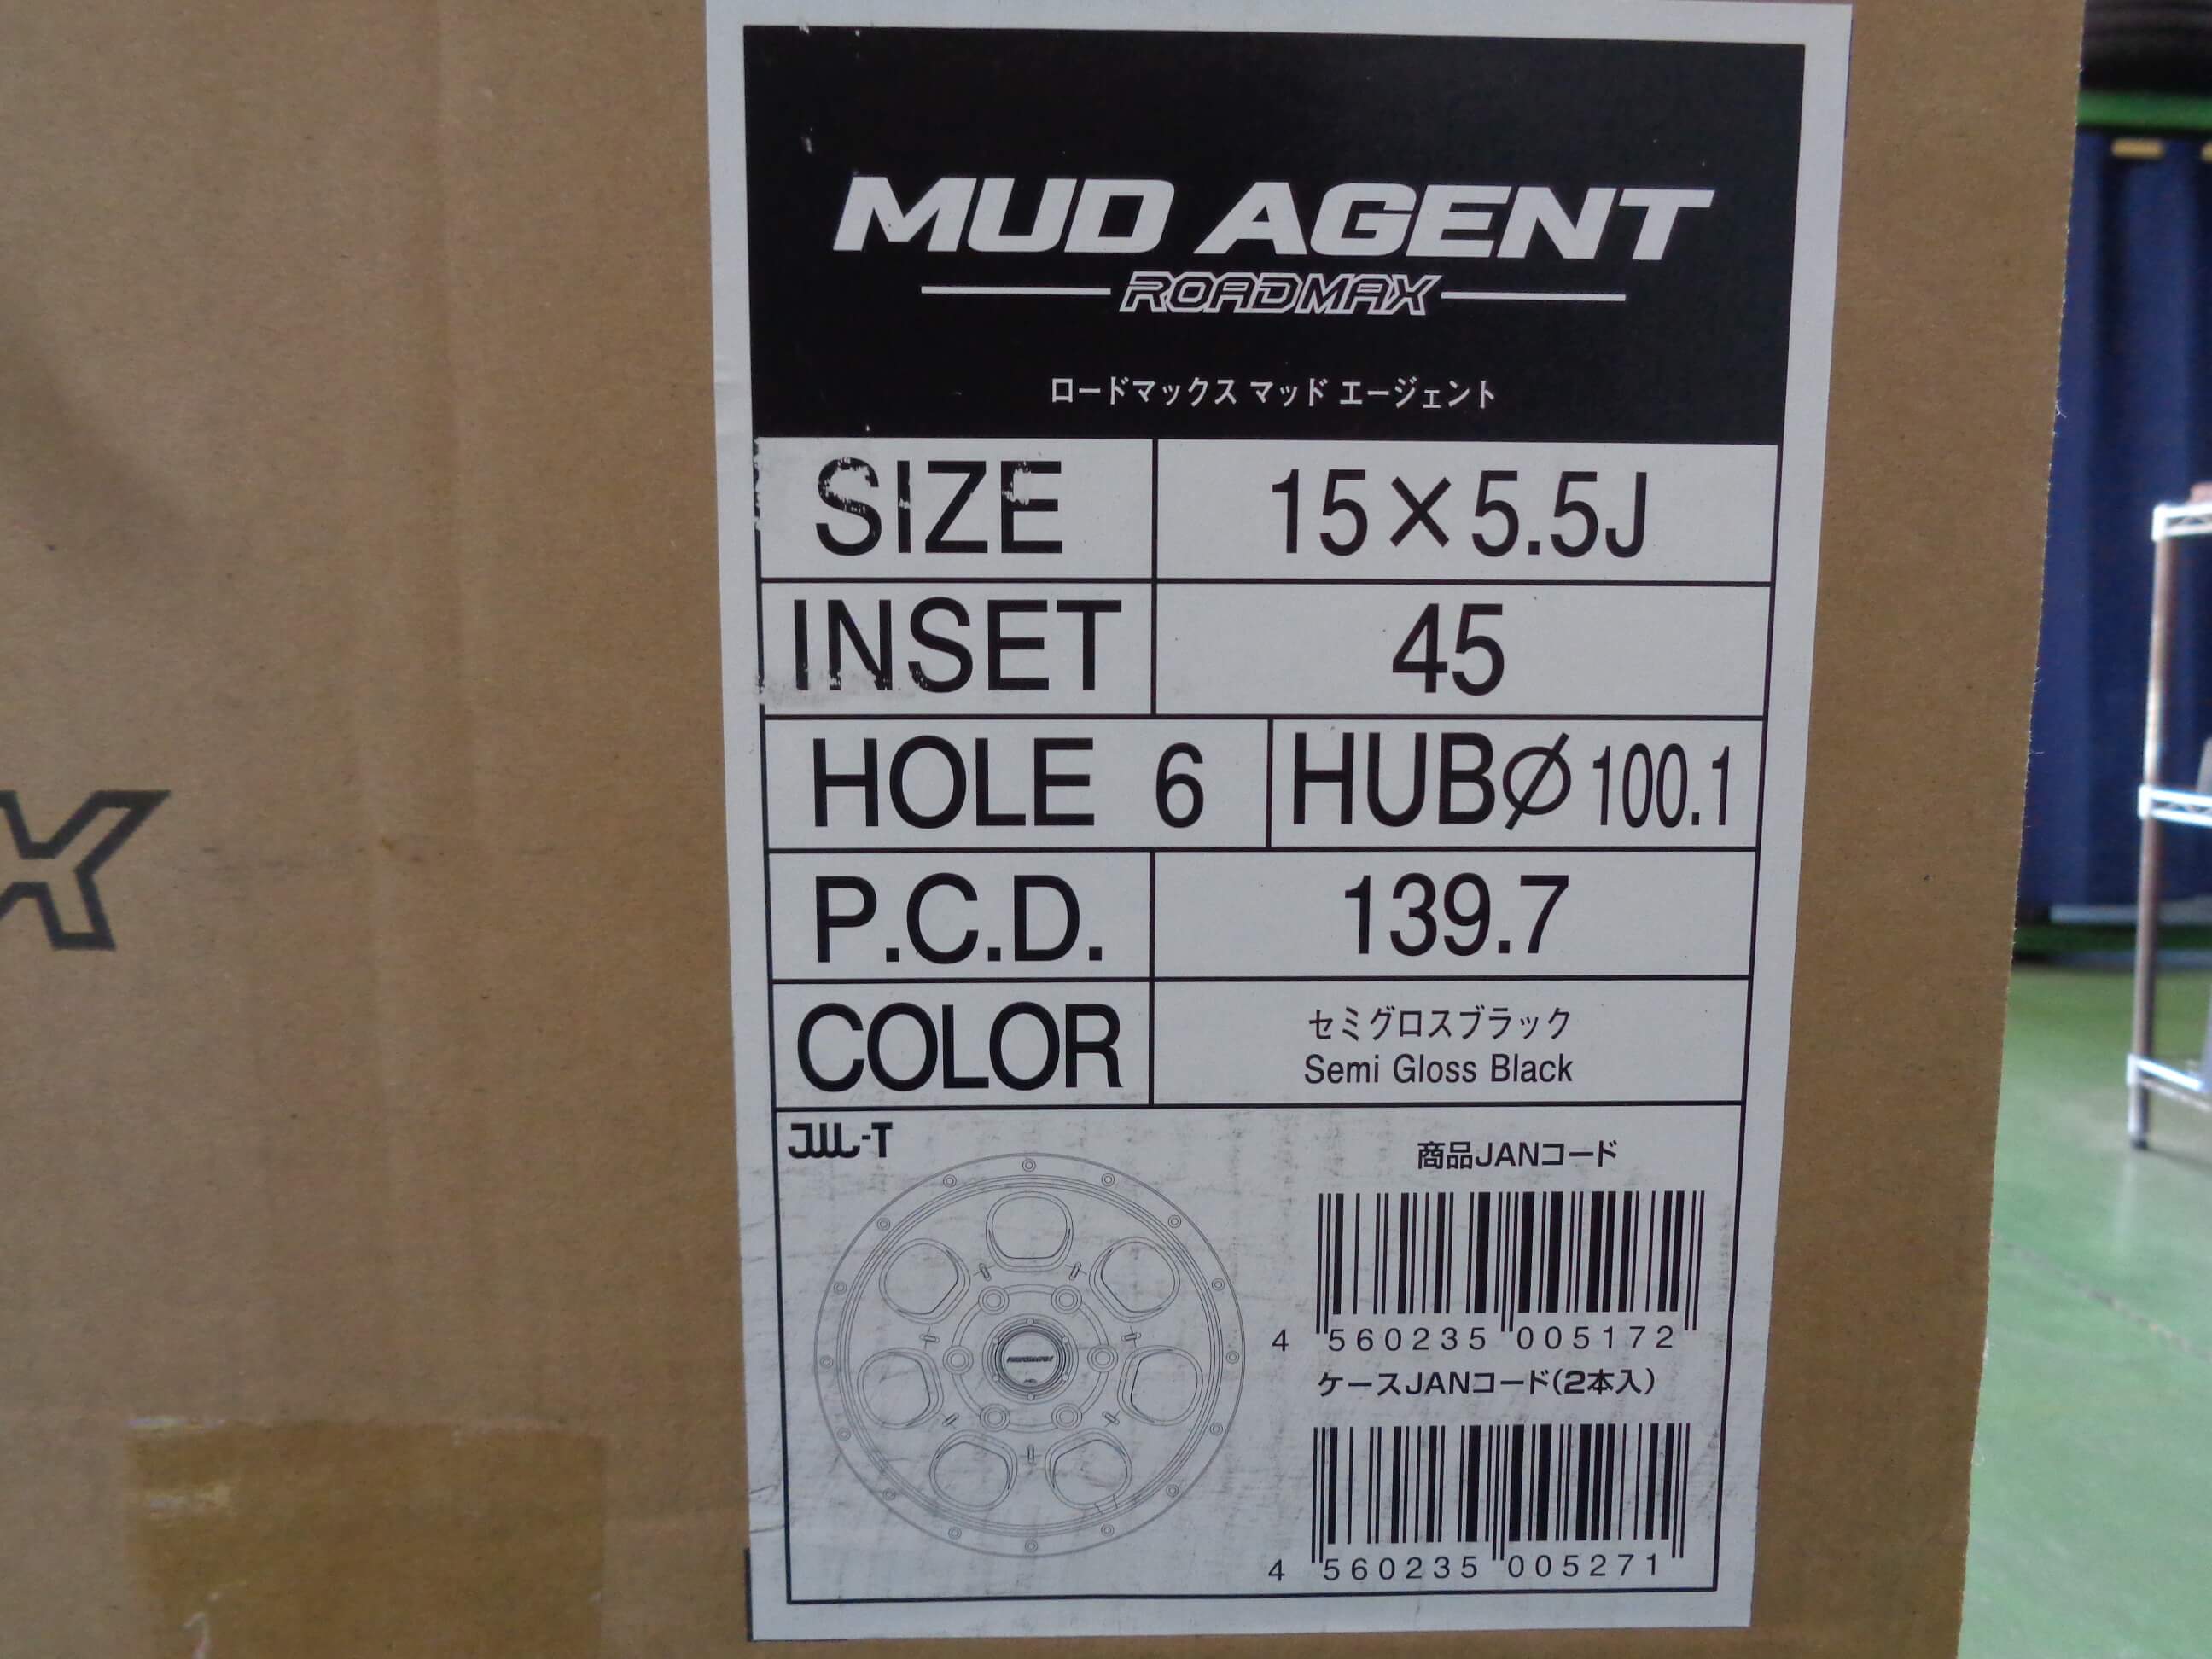 MUD AGENT
ROADMAX
ロードマックス マッド エージェント
SIZE 15×5.5J
INSET 45
HOLE 6 HUBØ 100.1
P.C.D. 139.7
COLOR セミグロスブラック
Semi Gloss Black
JWL-T
商品JANコード
4 560235 005172
ケースJANコード(2本入)
4 560235 005271
X